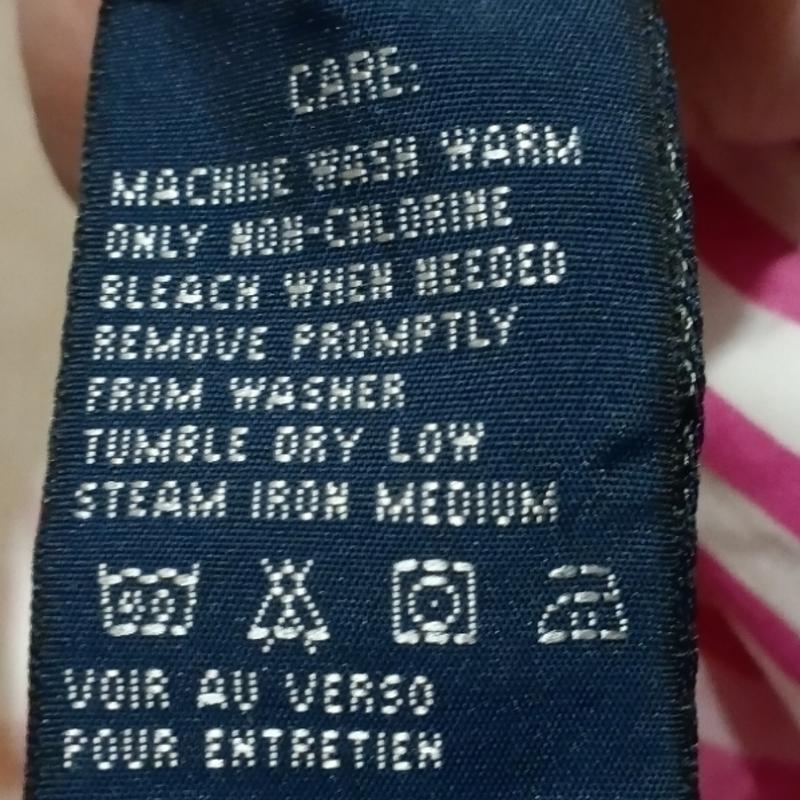 CARE:
MACHINE WASH WARM
ONLY NON-CHLORINE
BLEACH WHEN NEEDED
REMOVE PROMPTLY
FROM WASHER
TUMBLE DRY LOW
STEAM IRON MEDIUM
40
VOIR AU VERSO
POUR ENTRETIEN